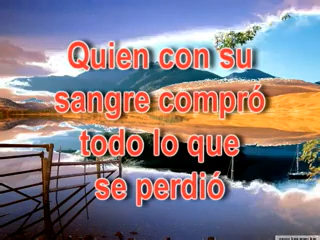 Quien con su
sangre compró
todo lo que
se perdió